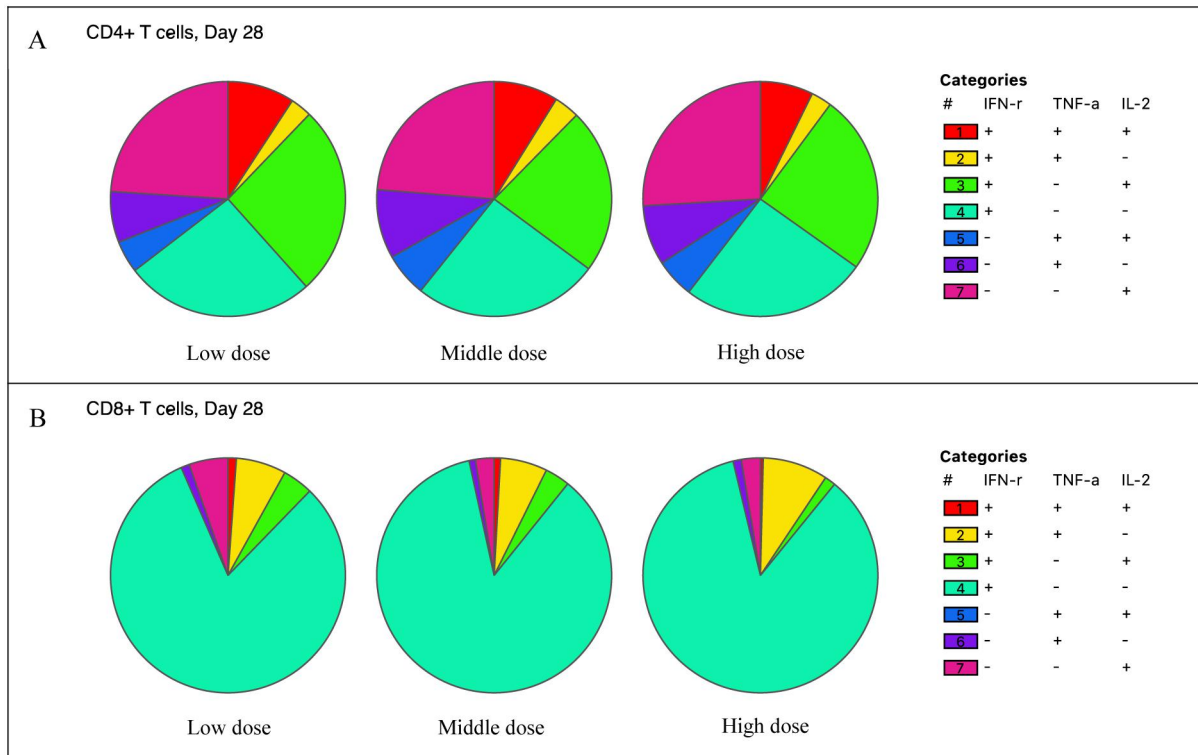 A
CD4+ T cells, Day 28
Low dose
Middle dose
High dose
Categories
# IFN-r TNF-a IL-2
1 + + +
2 + + -
3 + - +
4 + - -
5 - + +
6 - + -
7 - - +
B
CD8+ T cells, Day 28
Low dose
Middle dose
High dose
Categories
# IFN-r TNF-a IL-2
1 + + +
2 + + -
3 + - +
4 + - -
5 - + +
6 - + -
7 - - +